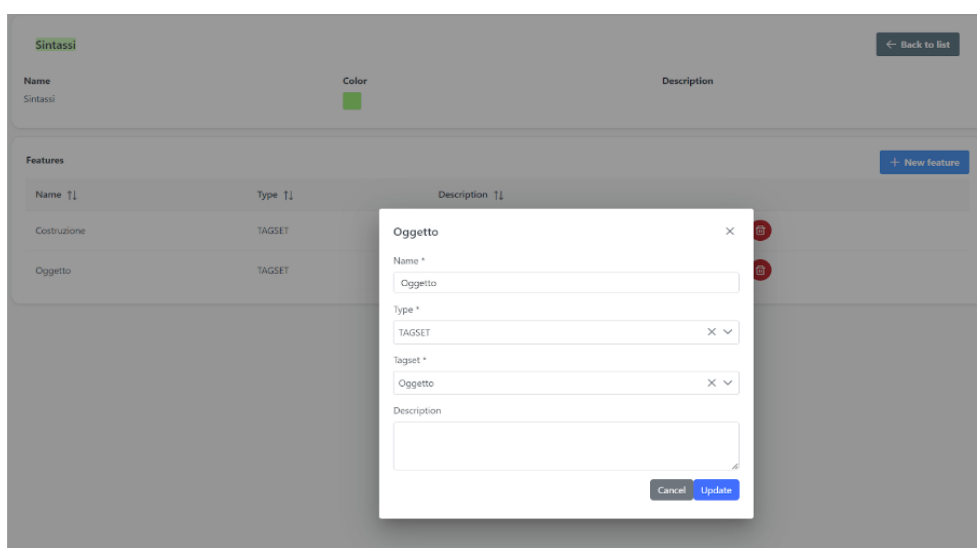 Sintassi
← Back to list
Name Color Description
Sintassi
Features
+ New feature
Name ↑↓ Type ↑↓ Description ↑↓
Costruzione TAGSET
Oggetto TAGSET
Oggetto
Name *
Oggetto
Type *
TAGSET
Tagset *
Oggetto
Description
Cancel Update